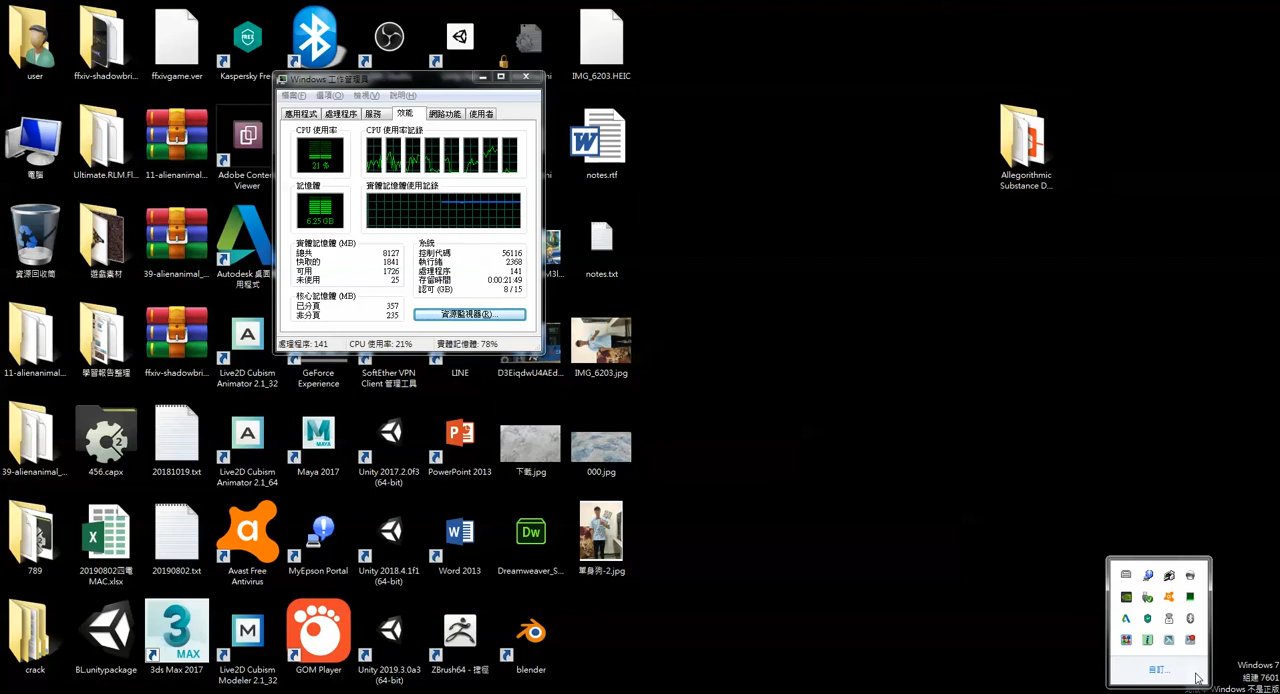 user
ffxiv-shadowbri...
ffxivgame.ver
Kaspersky Fre
IMG_6203.HEIC
Windows 工作管理員
檔案(F) 選項(O) 檢視(V) 說明(H)
應用程式 處理程序 服務 效能 網路功能 使用者
CPU 使用率
CPU 使用率記錄
21 %
記憶體
實體記憶體使用記錄
6.25 GB
實體記憶體 (MB)
總共 8127
快取的 1841
可用 1726
未使用 25
核心記憶體 (MB)
已分頁 357
非分頁 235
系統
控制代碼 56116
執行緒 2368
處理程序 141
存留時間 0:00:21:49
認可 (GB) 8 / 15
資源監視器(R)...
處理程序: 141 CPU 使用率: 21% 實體記憶體: 78%
電腦
Ultimate.RLM.Fl...
11-alienanimal_...
Adobe Conten
Viewer
notes.rtf
Allegorithmic
Substance D...
資源回收筒
遊戲素材
39-alienanimal_...
Autodesk 桌面
用程式
notes.txt
11-alienanimal_...
學習報告整理
ffxiv-shadowbri...
Live2D Cubism
Animator 2.1_32
GeForce
Experience
SoftEther VPN
Client 管理工具
LINE
D3EiqdwU4AEd...
IMG_6203.jpg
39-alienanimal_...
456.capx
20181019.txt
Live2D Cubism
Animator 2.1_64
Maya 2017
Unity 2017.2.0f3
(64-bit)
PowerPoint 2013
下載.jpg
000.jpg
789
20190802四電
MAC.xlsx
20190802.txt
Avast Free
Antivirus
MyEpson Portal
Unity 2018.4.1f1
(64-bit)
Word 2013
Dreamweaver_S...
單身狗-2.jpg
crack
BL.unitypackage
3ds Max 2017
Live2D Cubism
Modeler 2.1_32
GOM Player
Unity 2019.3.0a3
(64-bit)
ZBrush64 - 捷徑
blender
自訂...
Windows 7
組建 7601
Windows 不是正版